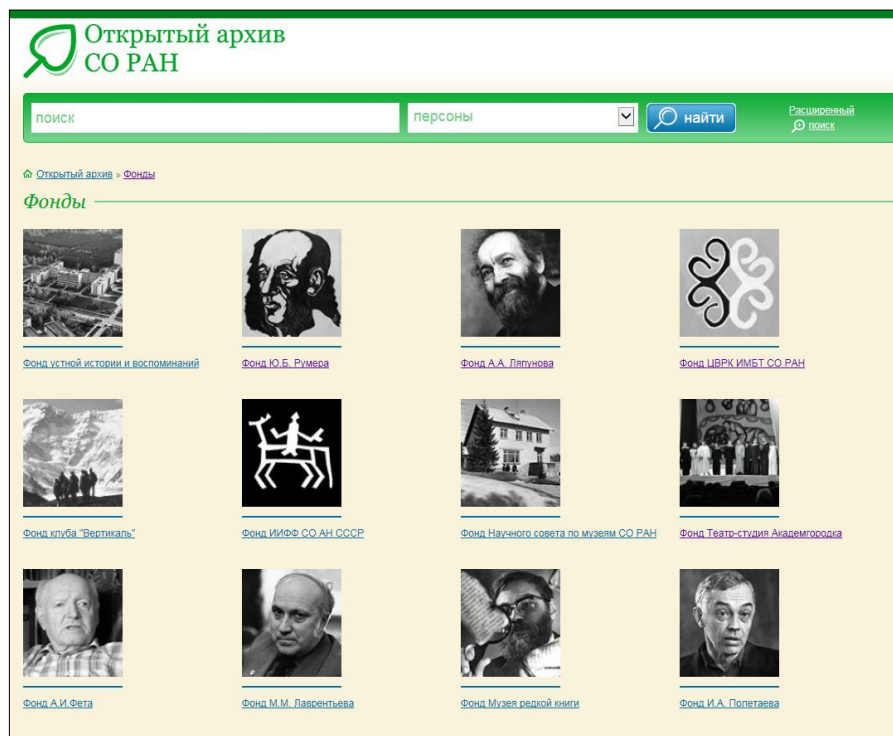 Открытый архив
СО РАН
поиск
персоны
найти
Расширенный
поиск
Открытый архив » Фонды
Фонды
Фонд устной истории и воспоминаний
Фонд Ю.Б. Румера
Фонд А.А. Ляпунова
Фонд ЦВРК ИМБТ СО РАН
Фонд клуба "Вертикаль"
Фонд ИИФФ СО АН СССР
Фонд Научного совета по музеям СО РАН
Фонд Театр-студия Академгородка
Фонд А.И.Фета
Фонд М.М. Лаврентьева
Фонд Музея редкой книги
Фонд И.А. Полетаева